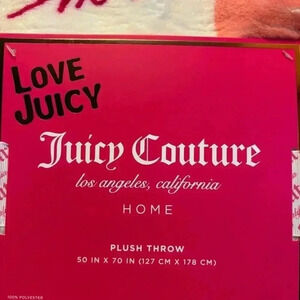 LOVE
JUICY
Juicy Couture
los angeles, california
HOME
PLUSH THROW
50 IN X 70 IN (127 CM X 178 CM)
100% POLYESTER